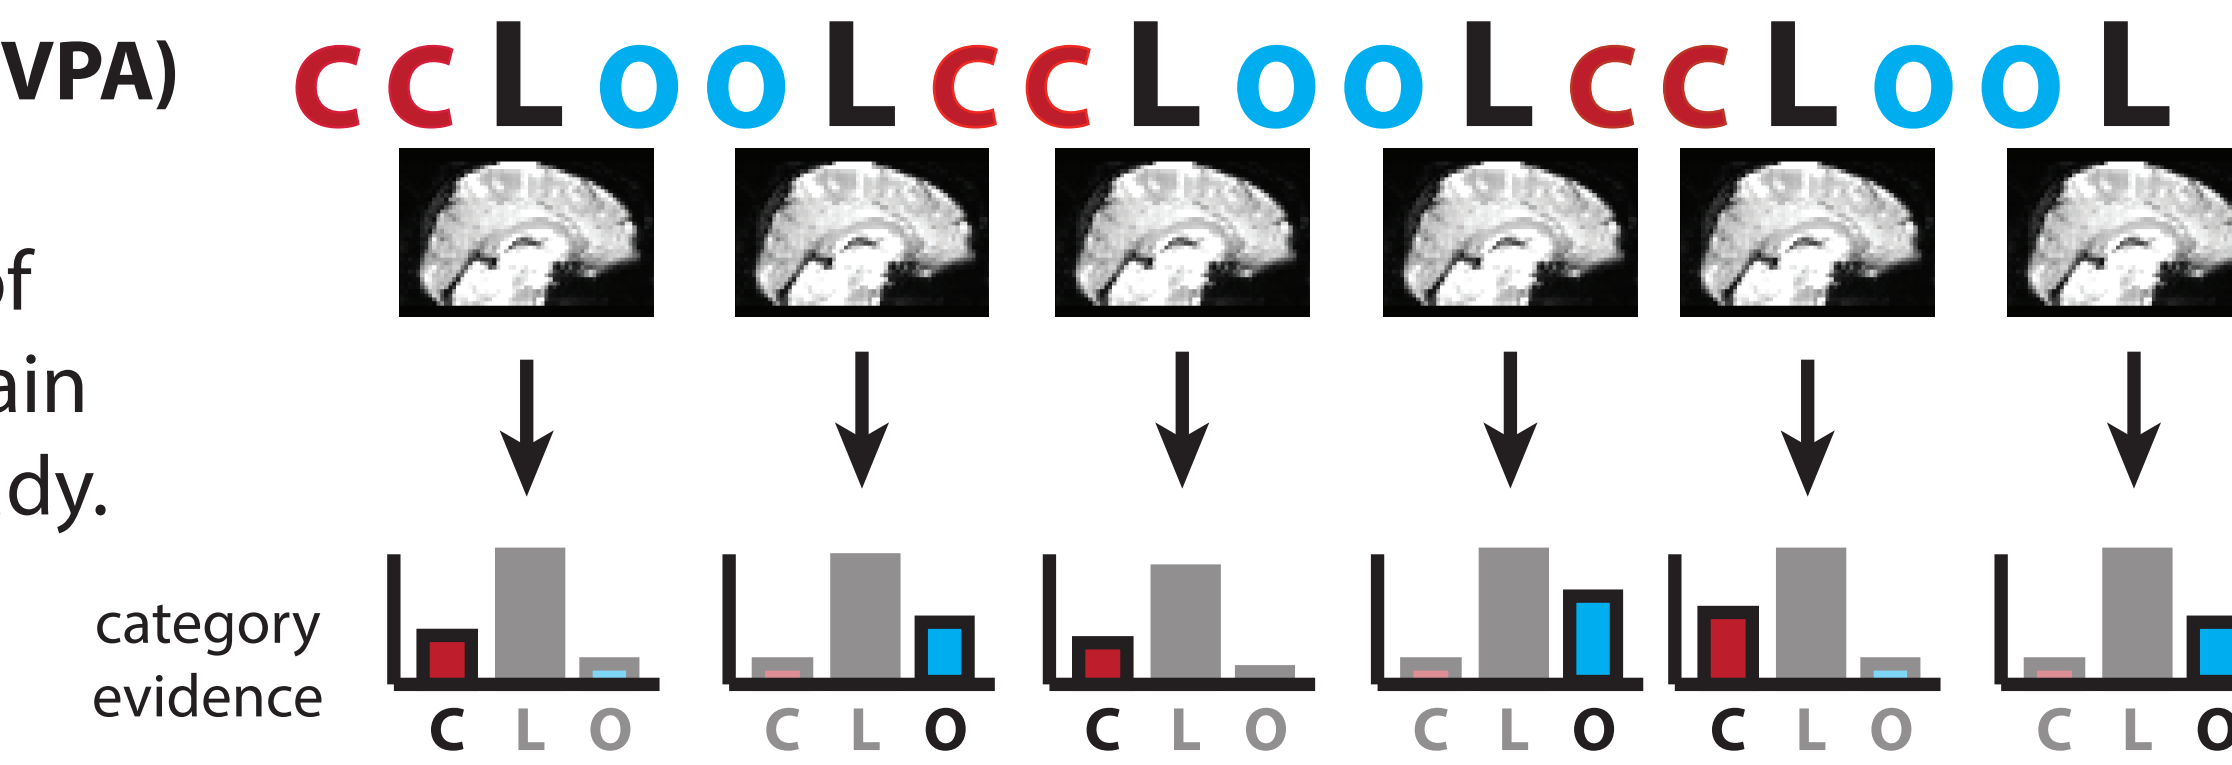 VPA) C C L O O L C C L O O L C C L O O L
of
ain
dy.
category
evidence
C L O C L O C L O C L O C L O C L O